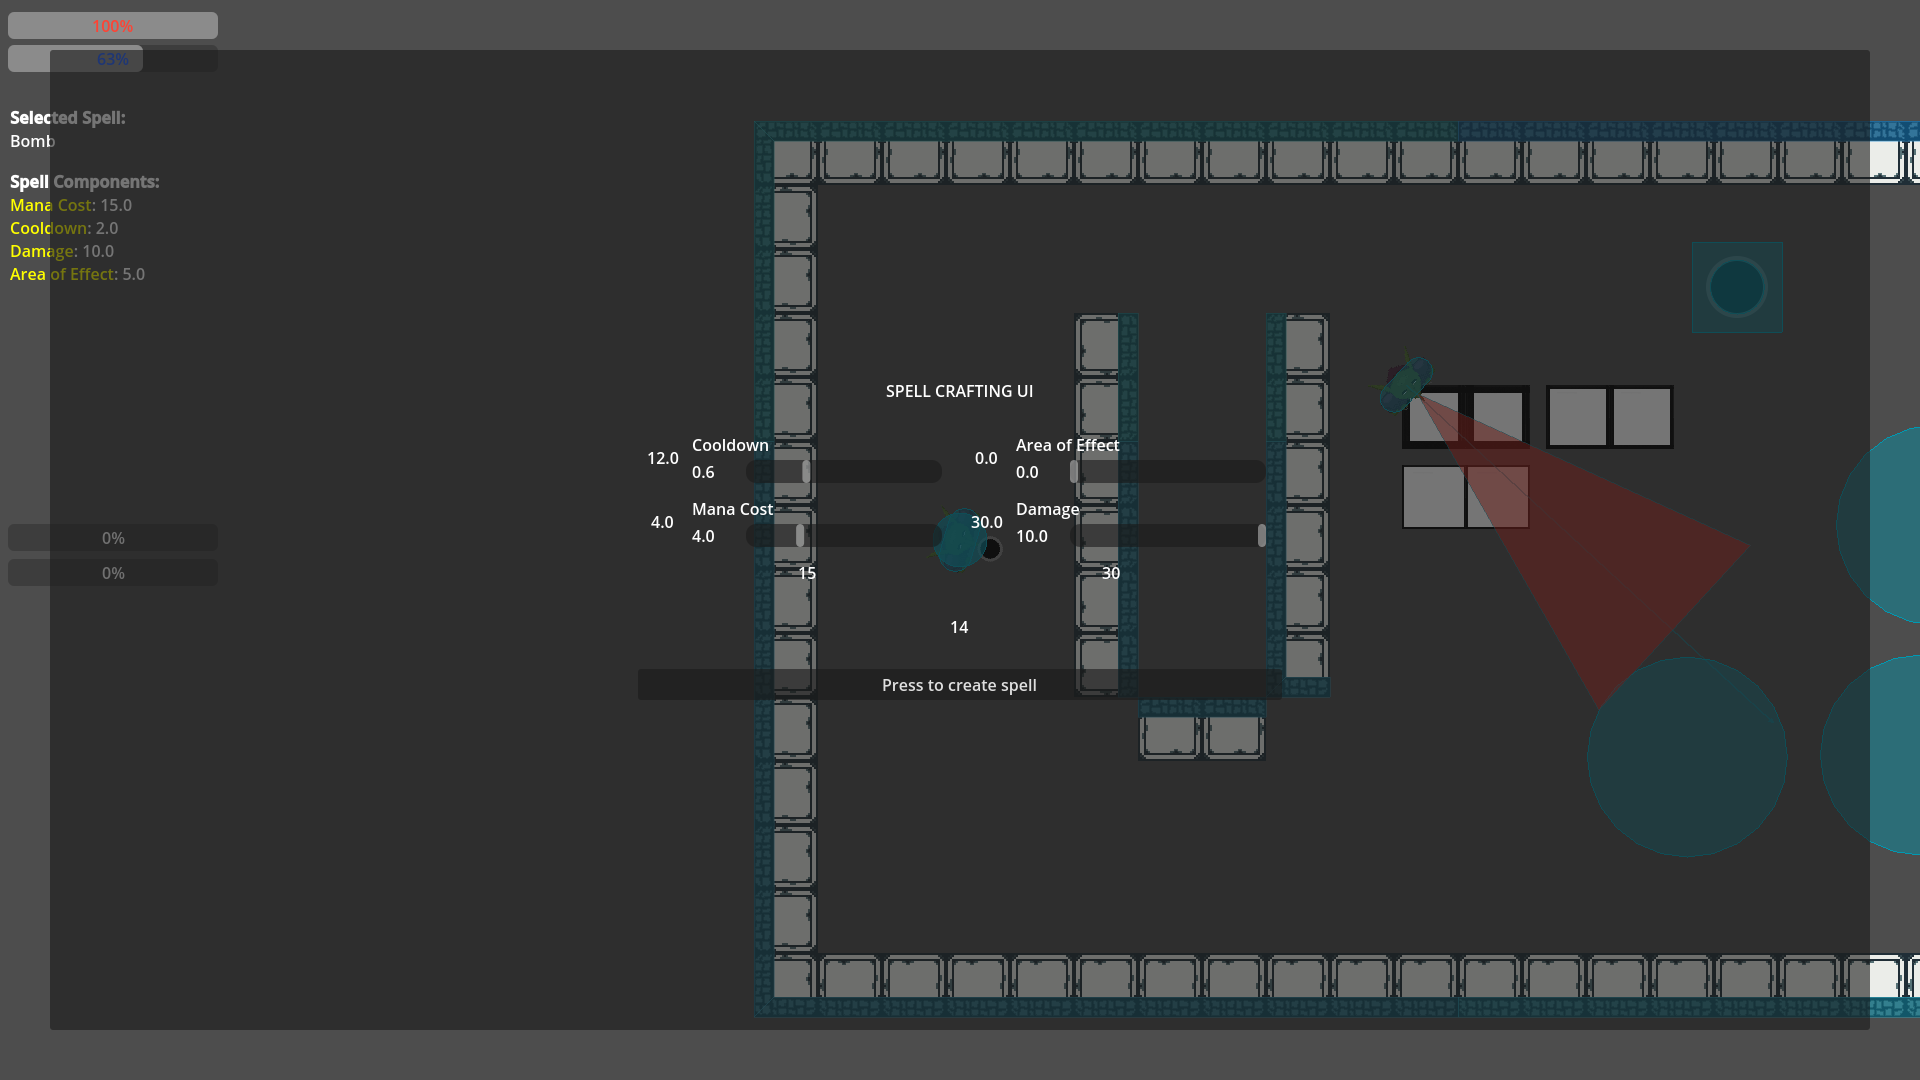 100%
63%
Selected Spell:
Bomb
Spell Components:
Mana Cost: 15.0
Cooldown: 2.0
Damage: 10.0
Area of Effect: 5.0
0%
0%
SPELL CRAFTING UI
12.0 Cooldown 0.6
0.0 Area of Effect 0.0
4.0 Mana Cost 4.0
30.0 Damage 10.0
15 30
14
Press to create spell